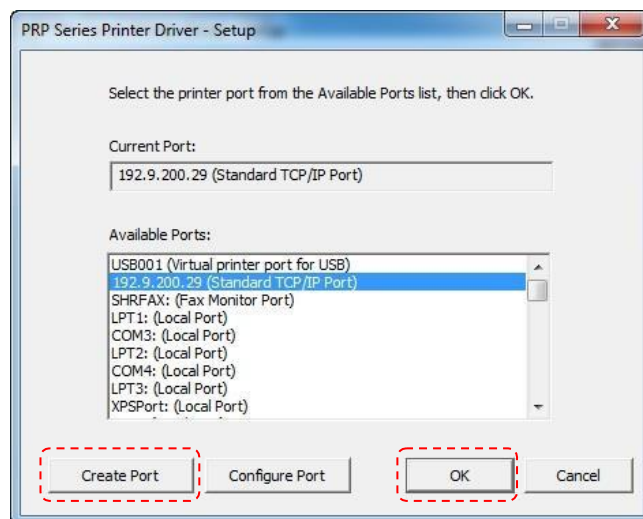 PRP Series Printer Driver - Setup
Select the printer port from the Available Ports list, then click OK.
Current Port:
192.9.200.29 (Standard TCP/IP Port)
Available Ports:
USB001 (Virtual printer port for USB)
192.9.200.29 (Standard TCP/IP Port)
SHRFAX: (Fax Monitor Port)
LPT1: (Local Port)
COM3: (Local Port)
LPT2: (Local Port)
COM4: (Local Port)
LPT3: (Local Port)
XPSPort: (Local Port)
Create Port Configure Port OK Cancel